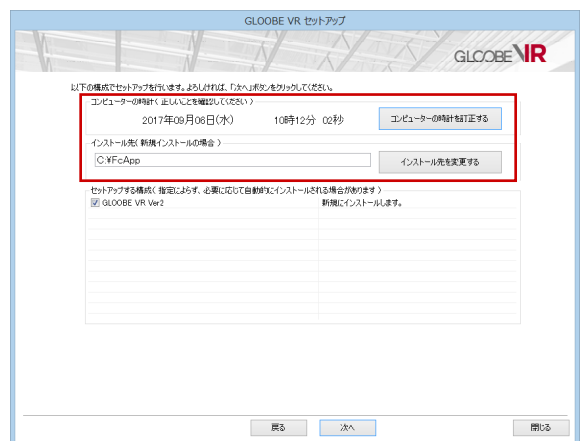 GLOOBE VR セットアップ
GLOOBE VR
以下の構成でセットアップを行います。よろしければ、「次へ」ボタンをクリックしてください。
コンピューターの時計（ 正しいことを確認してください ）
2017年09月06日(水) 10時12分 02秒 コンピューターの時計を訂正する
インストール先（ 新規インストールの場合 ）
C:¥FcApp インストール先を変更する
セットアップする構成（ 指定によらず、必要に応じて自動的にインストールされる場合があります ）
GLOOBE VR Ver2 新規にインストールします。
戻る 次へ 閉じる